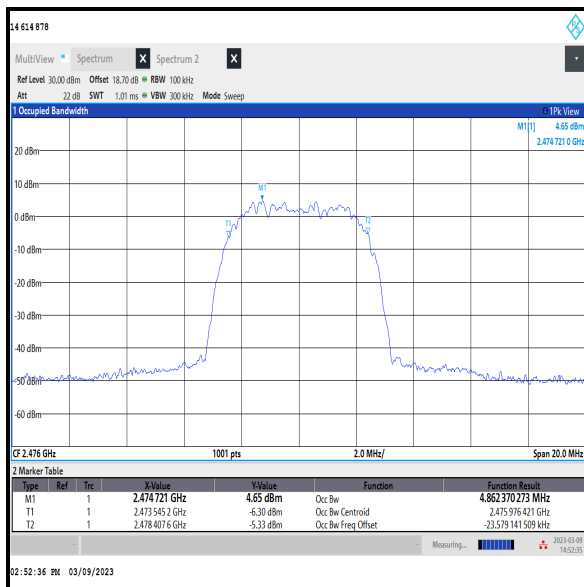 14 614 878
R S
MultiView Spectrum X Spectrum 2 X
Ref Level 30.00 dBm Offset 18.70 dB RBW 100 kHz
Att 22 dB SWT 1.01 ms VBW 300 kHz Mode Sweep
1 Occupied Bandwidth 1Pk View
M1[1] 4.65 dBm
2.474 721 0 GHz
20 dBm
10 dBm
M1
0 dBm
T1
T2
-10 dBm
-20 dBm
-30 dBm
-40 dBm
-50 dBm
-60 dBm
CF 2.476 GHz 1001 pts 2.0 MHz/ Span 20.0 MHz
2 Marker Table
Type Ref Trc X-Value Y-Value Function Function Result
M1 1 2.474 721 GHz 4.65 dBm Occ Bw 4.862 370 273 MHz
T1 1 2.473 545 2 GHz -6.30 dBm Occ Bw Centroid 2.475 976 421 GHz
T2 1 2.478 407 6 GHz -5.33 dBm Occ Bw Freq Offset -23.579 141 509 kHz
Measuring... 2023-03-09
14:52:35
02:52:36 PM 03/09/2023